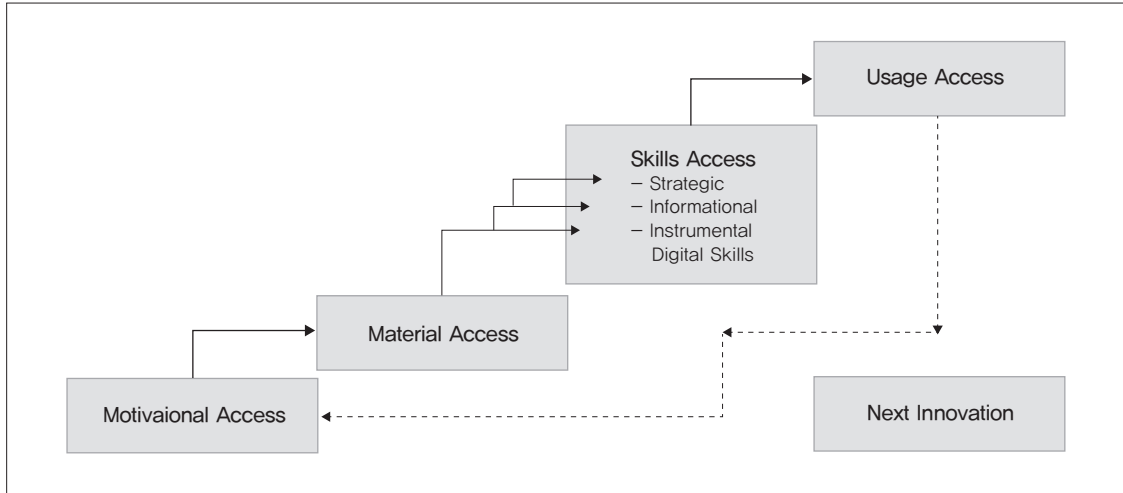 Usage Access
Skills Access
– Strategic
– Informational
– Instrumental
Digital Skills
Material Access
Motivaional Access
Next Innovation